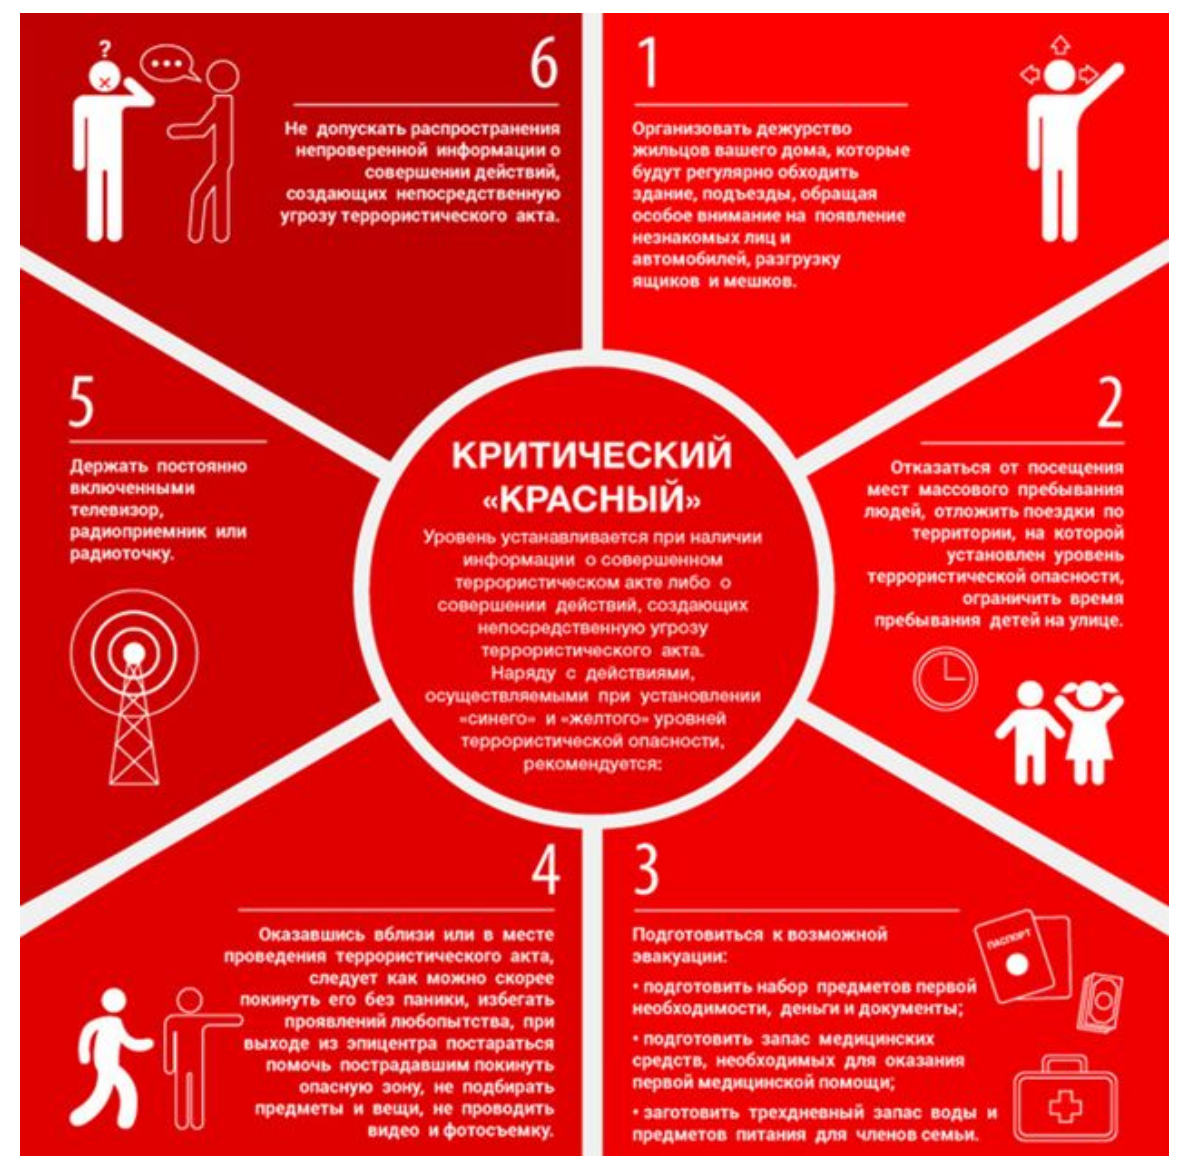 КРИТИЧЕСКИЙ
«КРАСНЫЙ»
Уровень устанавливается при наличии
информации о совершенном
террористическом акте либо о
совершении действий, создающих
непосредственную угрозу
террористического акта.
Наряду с действиями,
осуществляемыми при установлении
«синего» и «желтого» уровней
террористической опасности,
рекомендуется:
1
Организовать дежурство
жильцов вашего дома, которые
будут регулярно обходить
здание, подъезды, обращая
особое внимание на появление
незнакомых лиц и
автомобилей, разгрузку
ящиков и мешков.
2
Отказаться от посещения
мест массового пребывания
людей, отложить поездки по
территории, на которой
установлен уровень
террористической опасности,
ограничить время
пребывания детей на улице.
3
Подготовиться к возможной
эвакуации:
• подготовить набор предметов первой
необходимости, деньги и документы;
• подготовить запас медицинских
средств, необходимых для оказания
первой медицинской помощи;
• заготовить трехдневный запас воды и
предметов питания для членов семьи.
ПАСПОРТ
4
Оказавшись вблизи или в месте
проведения террористического акта,
следует как можно скорее
покинуть его без паники, избегать
проявлений любопытства, при
выходе из эпицентра постараться
помочь пострадавшим покинуть
опасную зону, не подбирать
предметы и вещи, не проводить
видео и фотосъемку.
5
Держать постоянно
включенными
телевизор,
радиоприемник или
радиоточку.
6
Не допускать распространения
непроверенной информации о
совершении действий,
создающих непосредственную
угрозу террористического акта.
?